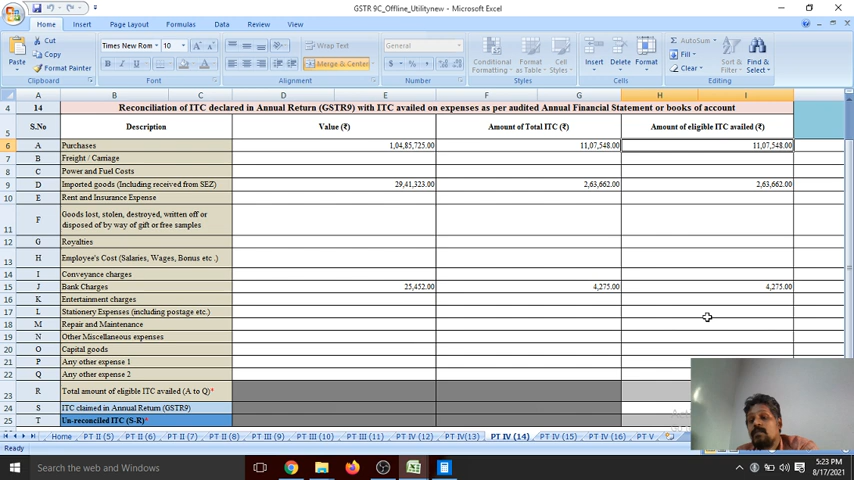 GSTR 9C_Offline_Utilitynew - Microsoft Excel
Home Insert Page Layout Formulas Data Review View
Paste Cut Copy Format Painter Clipboard
Times New Rom 10 Font
Wrap Text Merge & Center Alignment
General Number
Conditional Formatting Format as Table Cell Styles Styles
Insert Delete Format Cells
AutoSum Fill Clear Sort & Filter Find & Select Editing
A B C D E F G H I
4 14 Reconciliation of ITC declared in Annual Return (GSTR9) with ITC availed on expenses as per audited Annual Financial Statement or books of account
5 S.No Description Value (₹) Amount of Total ITC (₹) Amount of eligible ITC availed (₹)
6 A Purchases 1,04,85,725.00 11,07,548.00 11,07,548.00
7 B Freight / Carriage
8 C Power and Fuel Costs
9 D Imported goods (Including received from SEZ) 29,41,323.00 2,63,662.00 2,63,662.00
10 E Rent and Insurance Expense
11 F Goods lost, stolen, destroyed, written off or
disposed of by way of gift or free samples
12 G Royalties
13 H Employee's Cost (Salaries, Wages, Bonus etc .)
14 I Conveyance charges
15 J Bank Charges 25,452.00 4,275.00 4,275.00
16 K Entertainment charges
17 L Stationery Expenses (including postage etc.)
18 M Repair and Maintenance
19 N Other Miscellaneous expenses
20 O Capital goods
21 P Any other expense 1
22 Q Any other expense 2
23 R Total amount of eligible ITC availed (A to Q)*
24 S ITC claimed in Annual Return (GSTR9)
25 T Un-reconciled ITC (S-R)*
Home PT II (5) PT II (6) PT II (7) PT II (8) PT III (9) PT III (10) PT III (11) PT IV (12) PT IV(13) PT IV (14) PT IV (15) PT IV (16) PT V
Ready
Search the web and Windows
5:23 PM
8/17/2021